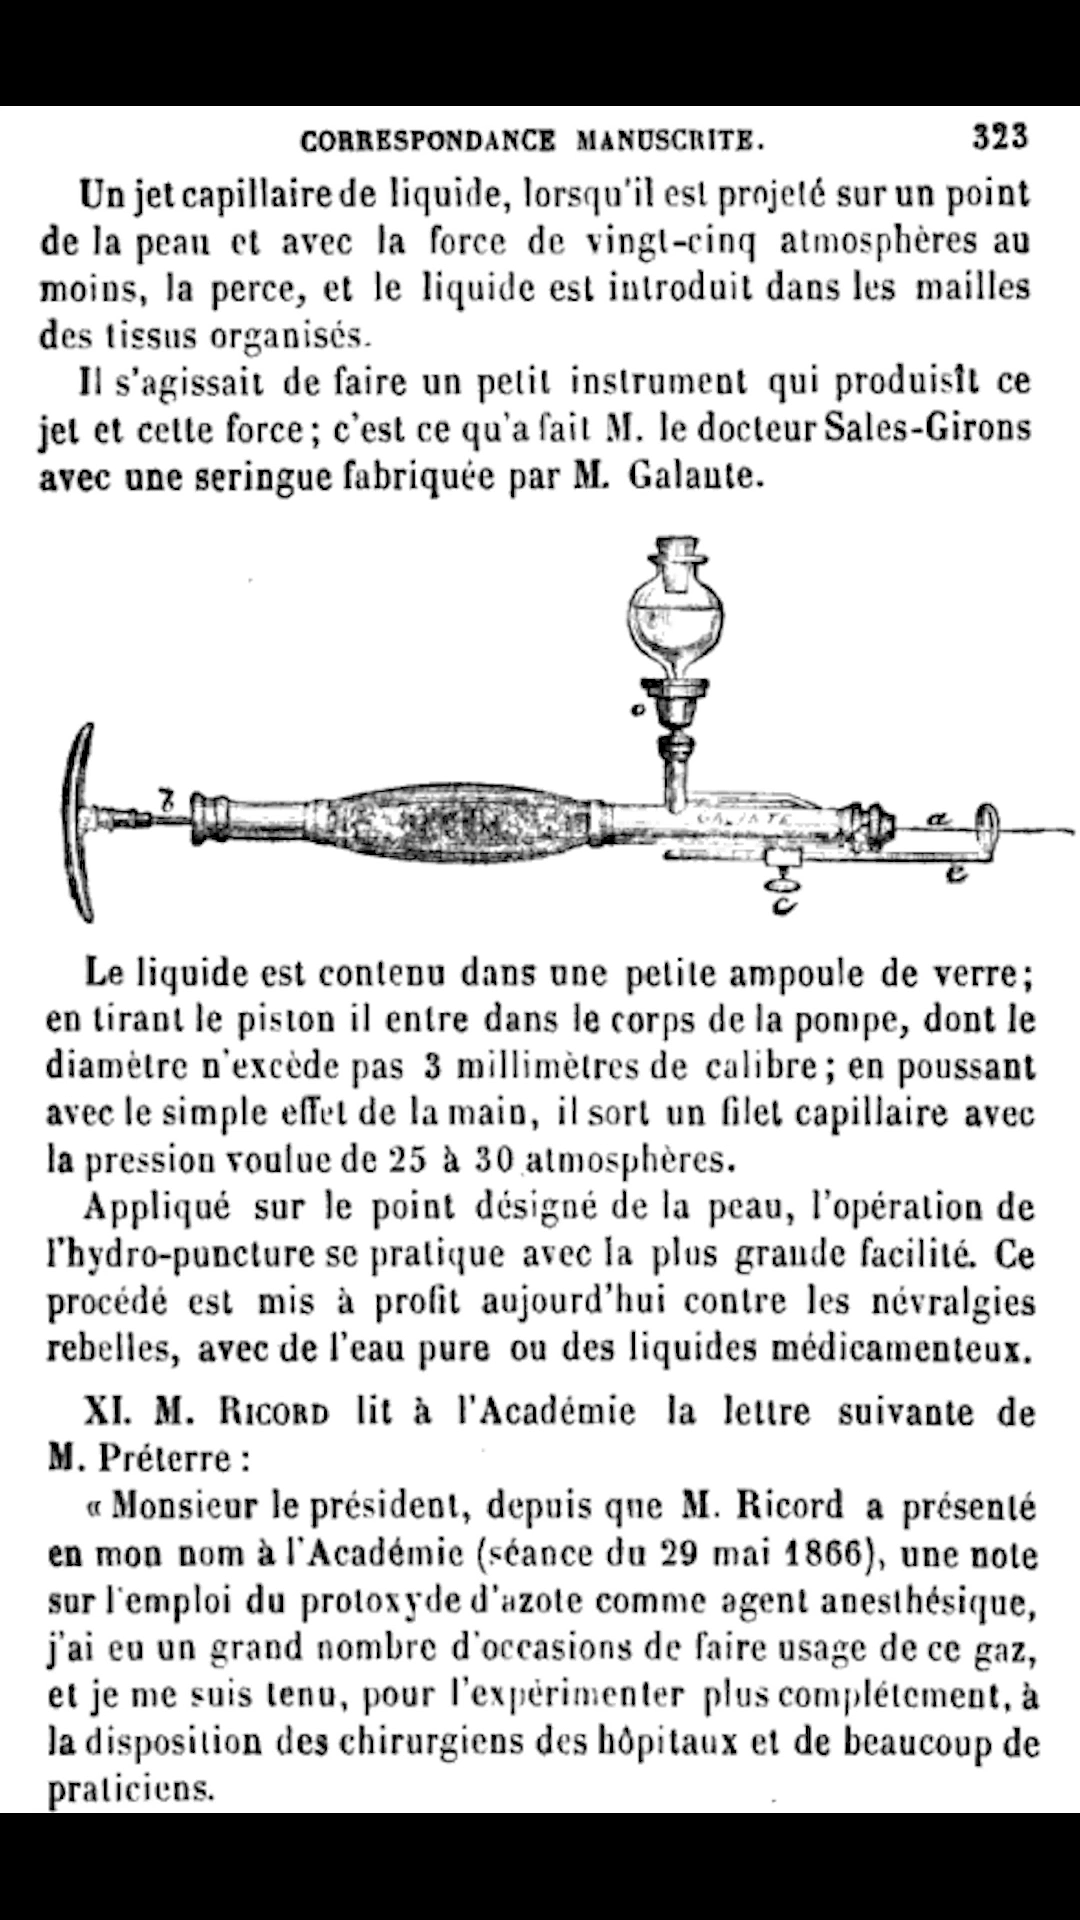 CORRESPONDANCE MANUSCRITE. 323
Un jet capillaire de liquide, lorsqu'il est projeté sur un point
de la peau et avec la force de vingt-cinq atmosphères au
moins, la perce, et le liquide est introduit dans les mailles
des tissus organisés.
Il s'agissait de faire un petit instrument qui produisît ce
jet et cette force ; c'est ce qu'a fait M. le docteur Sales-Girons
avec une seringue fabriquée par M. Galante.
o
a
e
C
Le liquide est contenu dans une petite ampoule de verre ;
en tirant le piston il entre dans le corps de la pompe, dont le
diamètre n'excède pas 3 millimètres de calibre ; en poussant
avec le simple effet de la main, il sort un filet capillaire avec
la pression voulue de 25 à 30 atmosphères.
Appliqué sur le point désigné de la peau, l'opération de
l'hydro-puncture se pratique avec la plus grande facilité. Ce
procédé est mis à profit aujourd'hui contre les névralgies
rebelles, avec de l'eau pure ou des liquides médicamenteux.
XI. M. RICORD lit à l'Académie la lettre suivante de
M. Préterre :
« Monsieur le président, depuis que M. Ricord a présenté
en mon nom à l'Académie (séance du 29 mai 1866), une note
sur l'emploi du protoxyde d'azote comme agent anesthésique,
j'ai eu un grand nombre d'occasions de faire usage de ce gaz,
et je me suis tenu, pour l'expérimenter plus complétement, à
la disposition des chirurgiens des hôpitaux et de beaucoup de
praticiens.